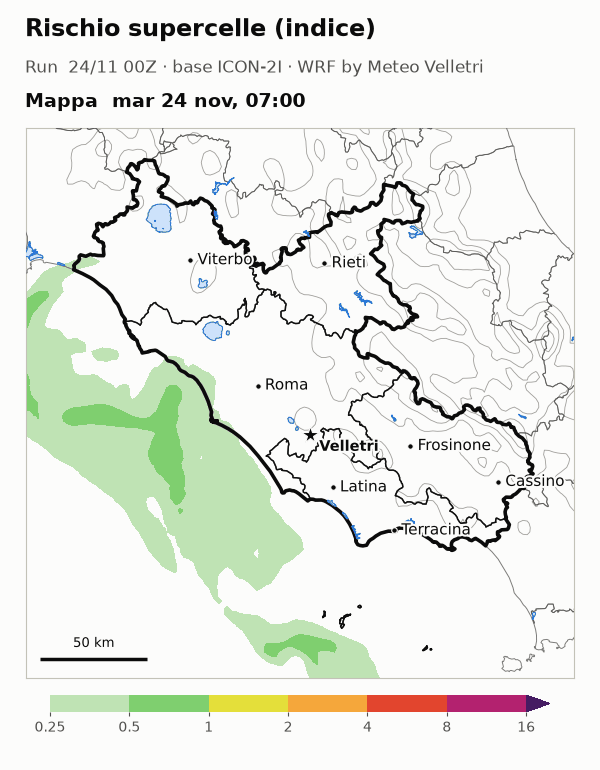 Rischio supercelle (indice)
Run  24/11 00Z · base ICON-2I · WRF by Meteo Velletri
Mappa  mar 24 nov, 07:00
Viterbo
Rieti
Roma
Velletri
Frosinone
Latina
Cassino
Terracina
50 km
0.25 0.5 1 2 4 8 16